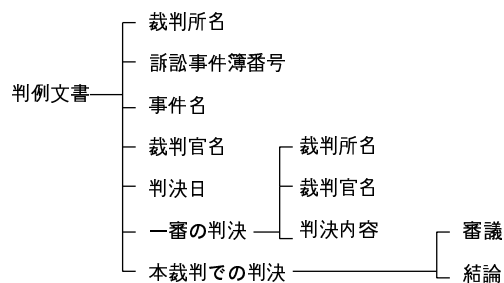 裁判所名
訴訟事件簿番号
判例文書
事件名
裁判官名
判決日
一審の判決
裁判所名
裁判官名
判決内容
本裁判での判決
審議
結論